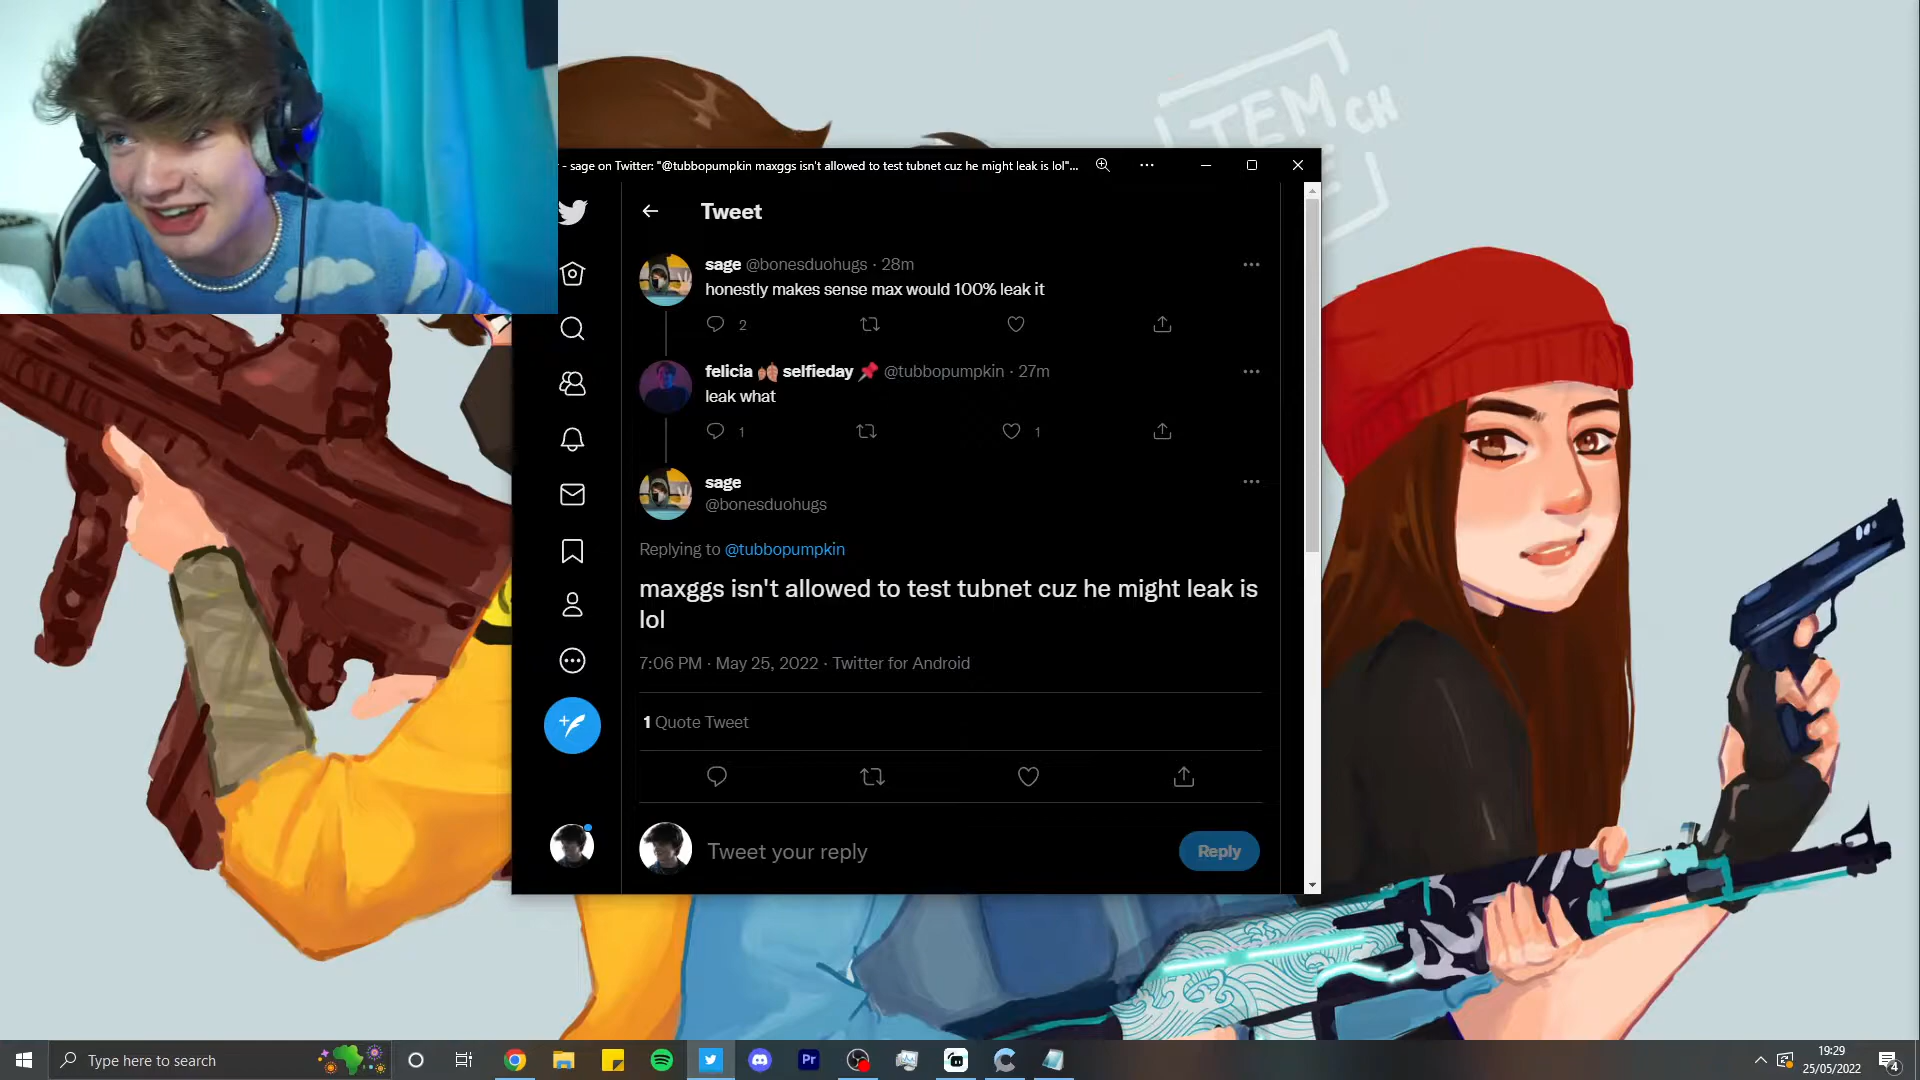 TEM CH
- sage on Twitter: "@tubbopumpkin maxggs isn't allowed to test tubnet cuz he might leak is lol"...
Tweet
sage @bonesduohugs · 28m
honestly makes sense max would 100% leak it
2
felicia selfieday @tubbopumpkin · 27m
leak what
1
1
sage
@bonesduohugs
Replying to @tubbopumpkin
maxggs isn't allowed to test tubnet cuz he might leak is
lol
7:06 PM · May 25, 2022 · Twitter for Android
1 Quote Tweet
Tweet your reply
Reply
Type here to search
Pr
19:29
25/05/2022
4